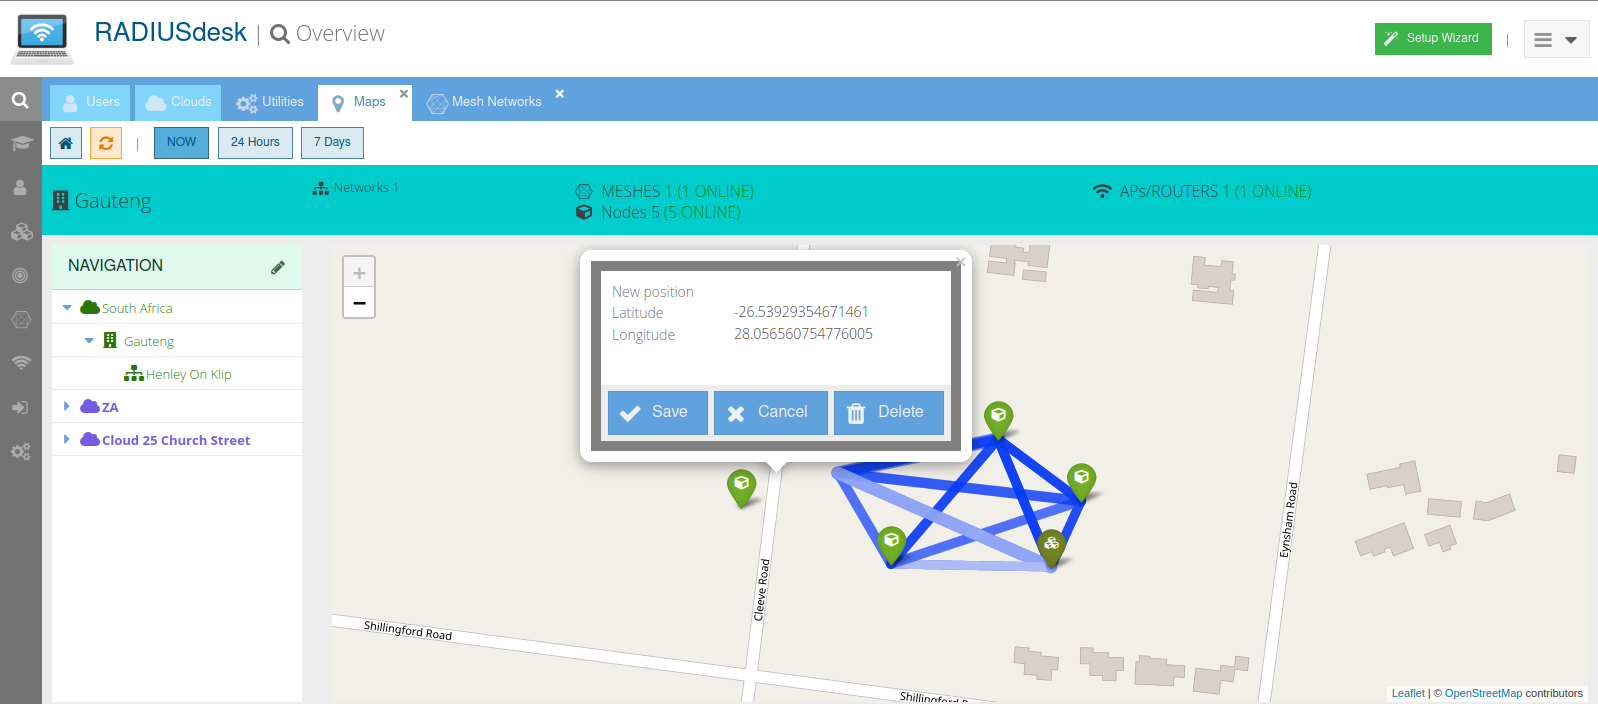 RADIUSdesk | Overview
Setup Wizard
Users
Clouds
Utilities
Maps
Mesh Networks
NOW
24 Hours
7 Days
Gauteng
Networks 1
MESHES 1 (1 ONLINE)
Nodes 5 (5 ONLINE)
APs/ROUTERS 1 (1 ONLINE)
NAVIGATION
South Africa
Gauteng
Henley On Klip
ZA
Cloud 25 Church Street
+
−
New position
Latitude -26.53929354671461
Longitude 28.056560754776005
Save
Cancel
Delete
Eynsham Road
Cleeve Road
Shillingford Road
Shillingford Road
Leaflet | © OpenStreetMap contributors